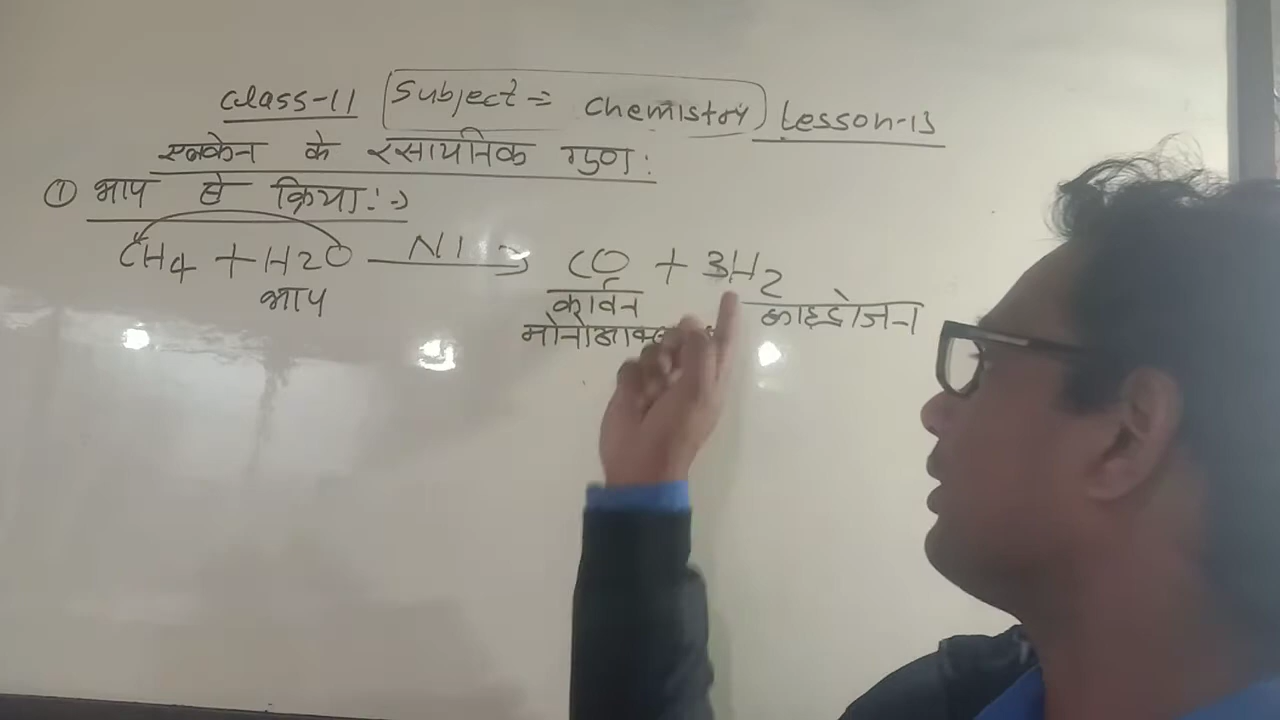 Class-11 Subject = Chemistry Lesson-13
एल्केन के रसायनिक गुण :
① भाप से क्रिया :->
CH4 + H2O Ni → CO + 3H2
भाप कार्बन हाइड्रोजन